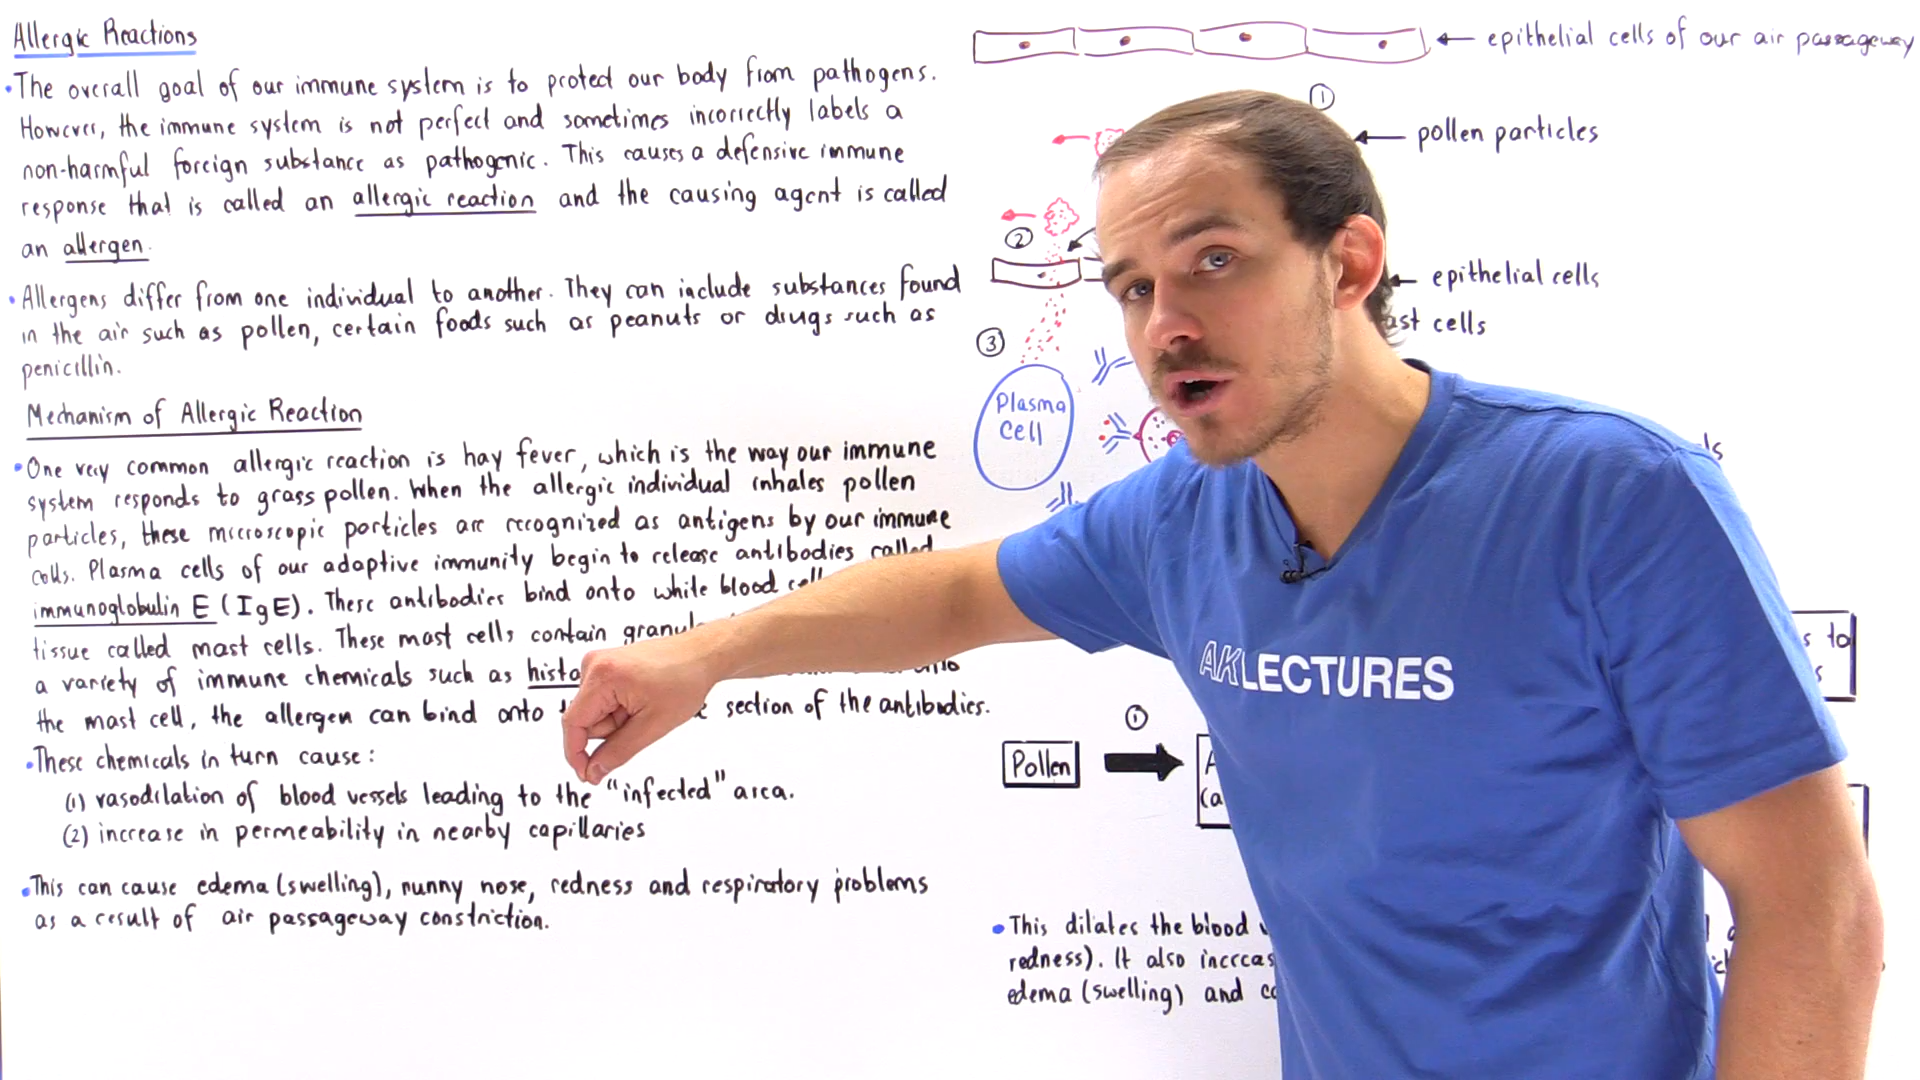 Allergic Reactions
• The overall goal of our immune system is to protect our body from pathogens.
However, the immune system is not perfect and sometimes incorrectly labels a
non-harmful foreign substance as pathogenic. This causes a defensive immune
response that is called an allergic reaction and the causing agent is called
an allergen.
• Allergens differ from one individual to another. They can include substances found
in the air such as pollen, certain foods such as peanuts or drugs such as
penicillin.
Mechanism of Allergic Reaction
• One very common allergic reaction is hay fever, which is the way our immune
system responds to grass pollen. When the allergic individual inhales pollen
particles, these microscopic particles are recognized as antigens by our immune
cells. Plasma cells of our adaptive immunity begin to release antibodies called
immunoglobulin E (IgE). These antibodies bind onto white blood
tissue called mast cells. These mast cells contain
a variety of immune chemicals such as
the mast cell, the allergen can bind onto section of the antibodies.
• These chemicals in turn cause:
(1) vasodilation of blood vessels leading to the "infected" area.
(2) increase in permeability in nearby capillaries
• This can cause edema (swelling), runny nose, redness and respiratory problems
as a result of air passageway constriction.
epithelial cells of our air passageway
①
pollen particles
②
epithelial cells
cells
③
Plasma
cell
s to
s
①
Pollen
A
(a
• This dilates the blood
redness). It also
edema (swelling) and
AKLECTURES